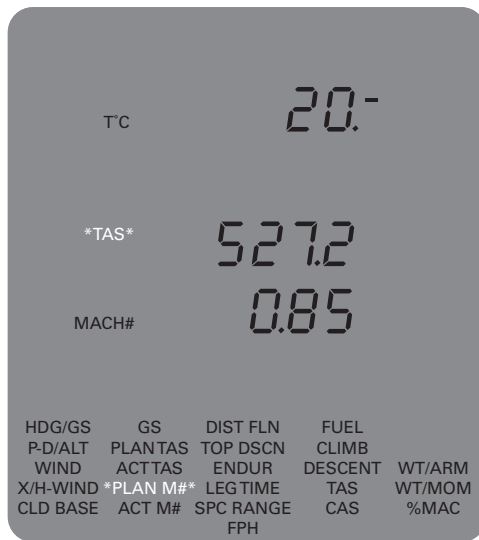 T°C 20.-
*TAS* 527.2
MACH# 0.85
HDG/GS GS DIST FLN FUEL
P-D/ALT PLAN TAS TOP DSCN CLIMB
WIND ACT TAS ENDUR DESCENT WT/ARM
X/H-WIND *PLAN M#* LEG TIME TAS WT/MOM
CLD BASE ACT M# SPC RANGE CAS %MAC
FPH